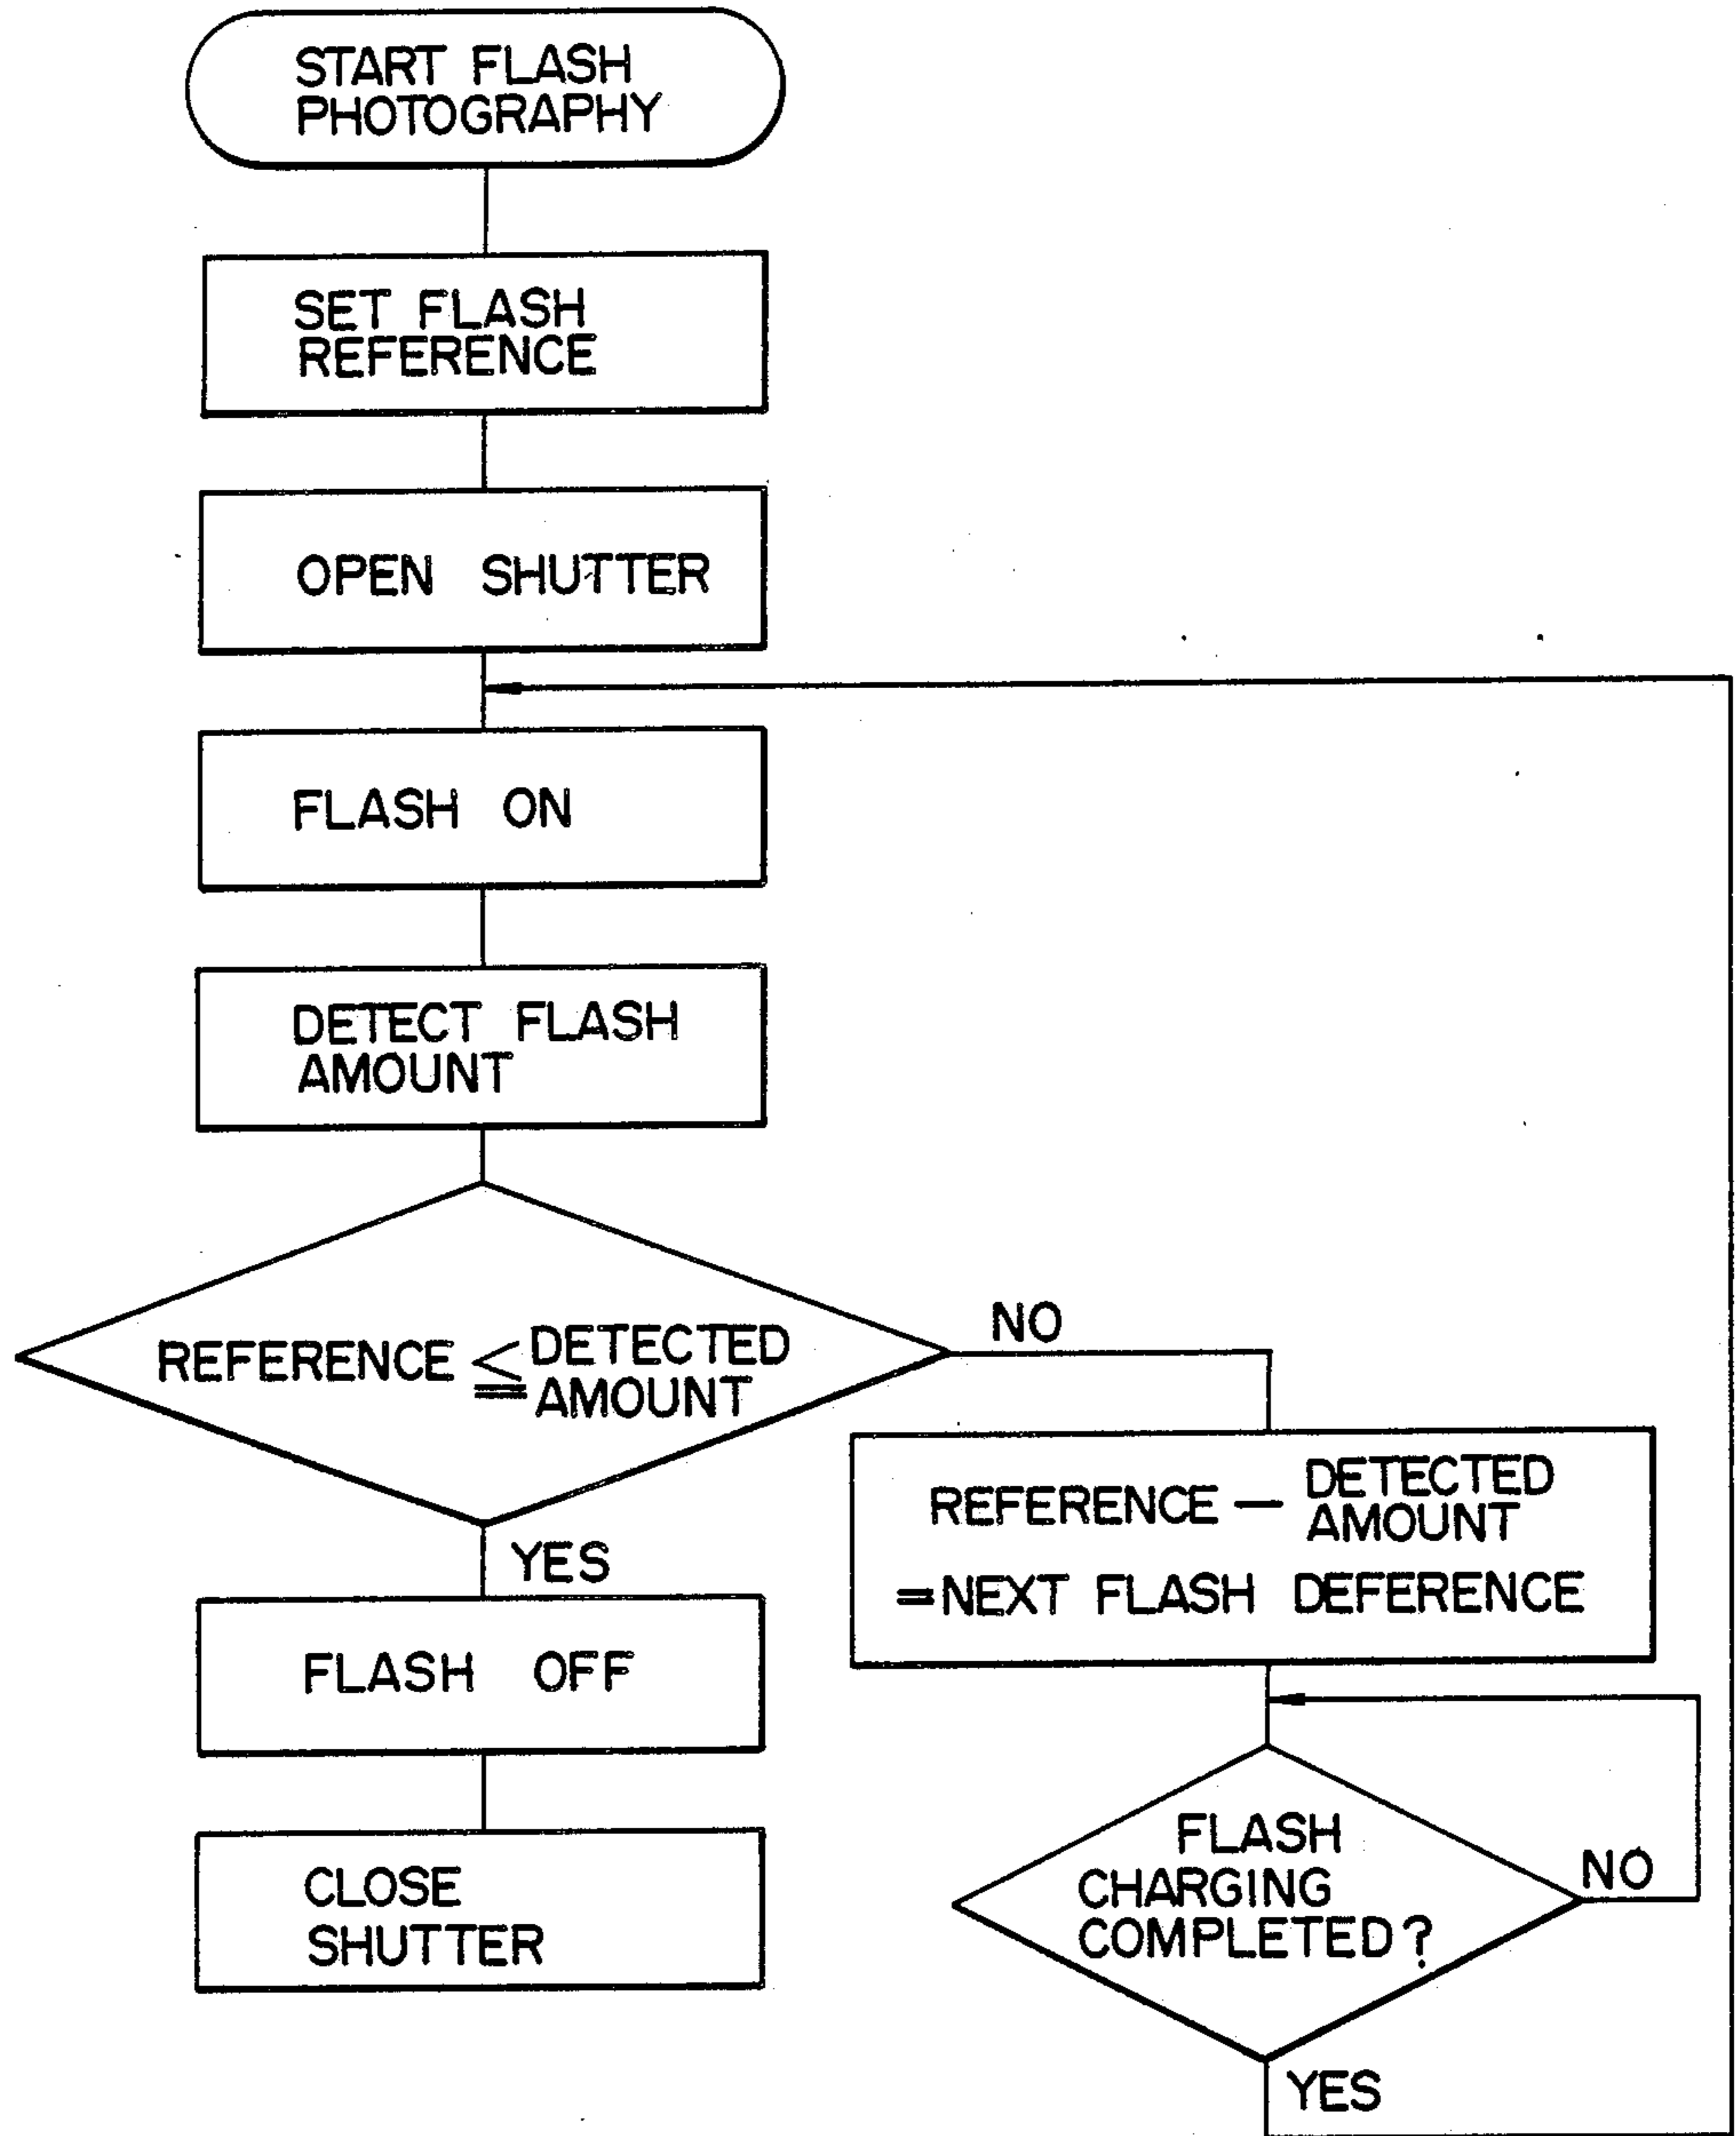 START FLASH
PHOTOGRAPHY
SET FLASH
REFERENCE
OPEN SHUTTER
FLASH ON
DETECT FLASH
AMOUNT
REFERENCE ≦ DETECTED
AMOUNT
NO
YES
REFERENCE — DETECTED
AMOUNT
=NEXT FLASH DEFERENCE
FLASH OFF
CLOSE
SHUTTER
FLASH
CHARGING
COMPLETED?
NO
YES